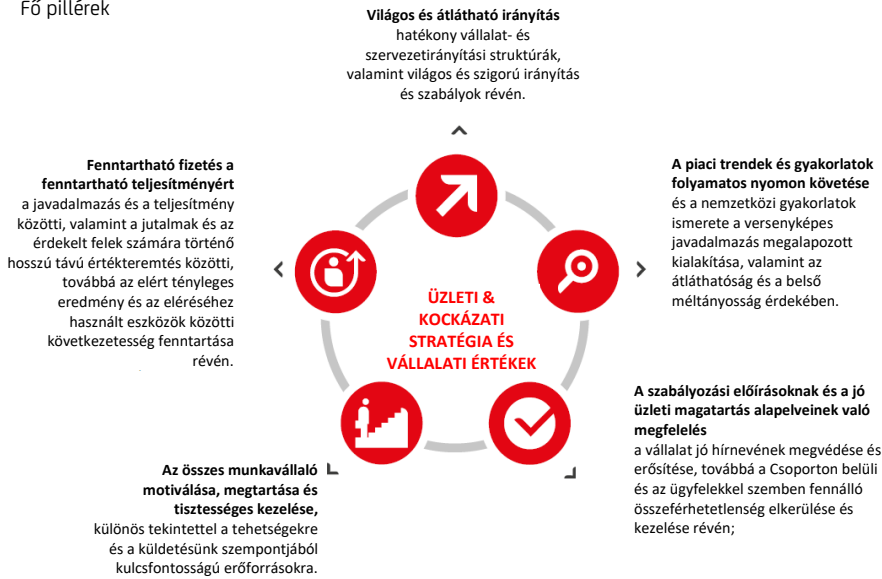 Fő pillérek
Világos és átlátható irányítás
hatékony vállalat- és
szervezetirányítási struktúrák,
valamint világos és szigorú irányítás
és szabályok révén.
Fenntartható fizetés a
fenntartható teljesítményért
a javadalmazás és a teljesítmény
közötti, valamint a jutalmak és az
érdekelt felek számára történő
hosszú távú értékteremtés közötti,
továbbá az elért tényleges
eredmény és az eléréséhez
használt eszközök közötti
következetesség fenntartása
révén.
A piaci trendek és gyakorlatok
folyamatos nyomon követése
és a nemzetközi gyakorlatok
ismerete a versenyképes
javadalmazás megalapozott
kialakítása, valamint az
átláthatóság és a belső
méltányosság érdekében.
ÜZLETI &
KOCKÁZATI
STRATÉGIA ÉS
VÁLLALATI ÉRTÉKEK
A szabályozási előírásoknak és a jó
üzleti magatartás alapelveinek való
megfelelés
a vállalat jó hírnevének megvédése és
erősítése, továbbá a Csoporton belüli
és az ügyfelekkel szemben fennálló
összeférhetetlenség elkerülése és
kezelése révén;
Az összes munkavállaló
motiválása, megtartása és
tisztességes kezelése,
különös tekintettel a tehetségekre
és a küldetésünk szempontjából
kulcsfontosságú erőforrásokra.